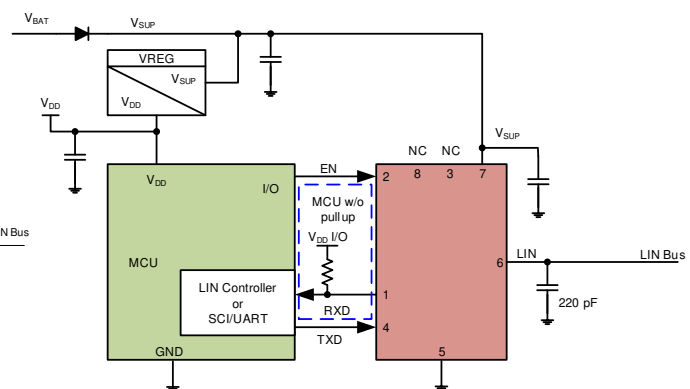 VBAT
VSUP
VREG
VSUP
VDD
VDD
VSUP
NC NC
EN
VDD
I/O
2
8
3
7
MCU w/o
pull up
VDD I/O
N Bus
MCU
LIN Controller
or
SCI/UART
6
LIN
LIN Bus
1
RXD
220 pF
4
TXD
GND
5